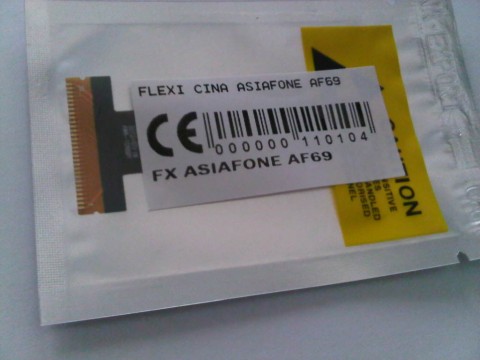 FLEXI CINA ASIAFONE AF69
CE
000000 110104
FX ASIAFONE AF69
CAUTION